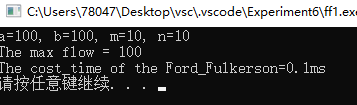 C:\Users\78047\Desktop\vsc\.vscode\Experiment6\ff1.exe
a=100, b=100, m=10, n=10
The max flow = 100
The cost time of the Ford_Fulkerson=0.1ms
请按任意键继续. . .